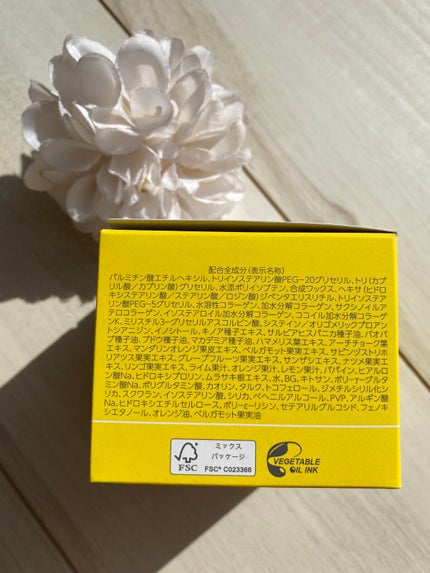 配合全成分〈表示名称〉
パルミチン酸エチルヘキシル、トリイソステアリン酸PEG-20グリセリル、トリ(カプ
リル酸/カプリン酸)グリセリル、水添ポリイソブテン、合成ワックス、ヘキサ(ヒドロ
キシステアリン酸/ステアリン酸/ロジン酸)ジペンタエリスリチル、トリイソステア
リン酸PEG-5グリセリル、水溶性コラーゲン、加水分解コラーゲン、サクシノイルア
テロコラーゲン、イソステアロイル加水分解コラーゲン、ココイル加水分解コラーゲ
ンK、ミリスチル3-グリセリルアスコルビン酸、システイン/オリゴメリックプロアン
トシアニジン、イノシトール、キノア種子エキス、サルビアヒスパニカ種子油、バオバ
ブ種子油、ブドウ種子油、マカデミア種子油、ハマメリス葉エキス、アーチチョーク葉
エキス、マンダリンオレンジ果皮エキス、ベルガモット果実エキス、サピンヅストリホ
リアツス果実エキス、グレープフルーツ果実エキス、サンザシエキス、ナツメ果実エ
キス、リンゴ果実エキス、ライム果汁、オレンジ果汁、レモン果汁、パパイン、ヒアルロ
ン酸Na、ヒドロキシプロリン、ムラサキ根エキス、水、BG、キトサン、ポリ-γ-グルタ
ミン酸Na、ポリグルタミン酸、カオリン、タルク、トコフェロール、ジメチルシリル化シ
リカ、スクワラン、イソステアリン酸、シリカ、ベヘニルアルコール、PVP、アルギン酸
Na、ヒドロキシエチルセルロース、ポリ-ε-リシン、セテアリルグルコシド、フェノキ
シエタノール、オレンジ油、ベルガモット果実油
FSC
ミックス
パッケージ
FSC® C023366
VEGETABLE
OIL INK